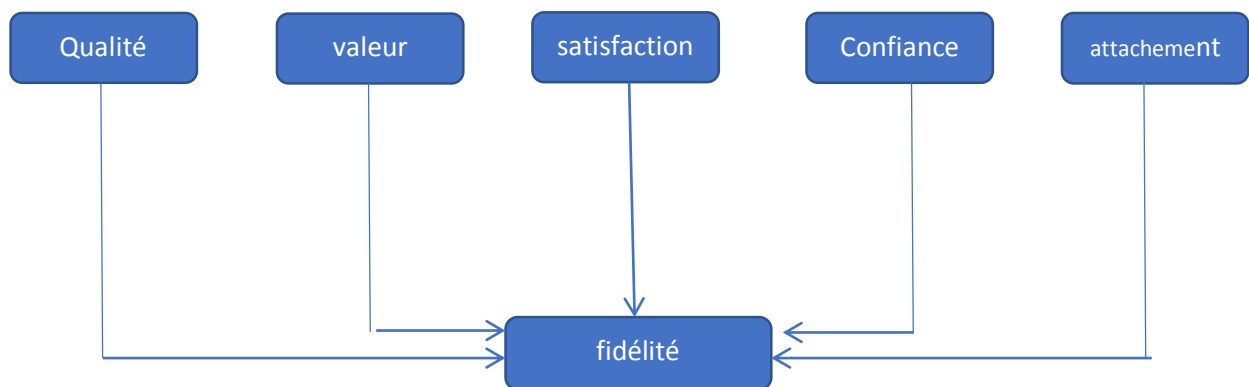 Qualité
valeur
satisfaction
Confiance
attachement
fidélité